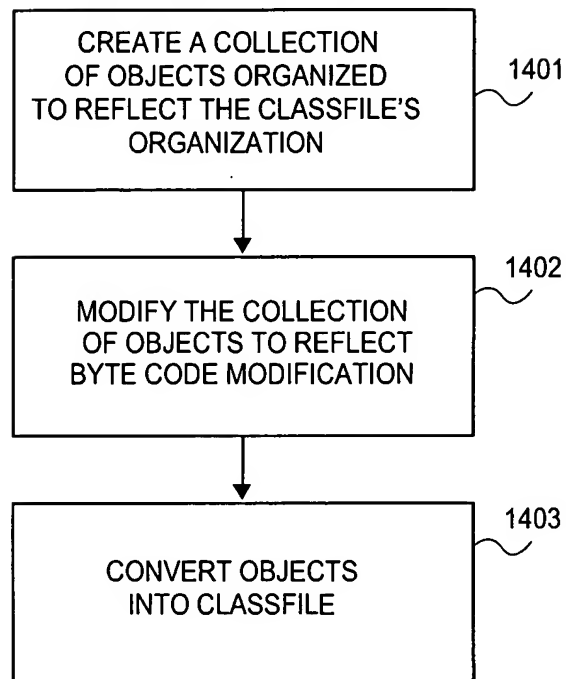 CREATE A COLLECTION
OF OBJECTS ORGANIZED
TO REFLECT THE CLASSFILE'S
ORGANIZATION
1401
MODIFY THE COLLECTION
OF OBJECTS TO REFLECT
BYTE CODE MODIFICATION
1402
CONVERT OBJECTS
INTO CLASSFILE
1403